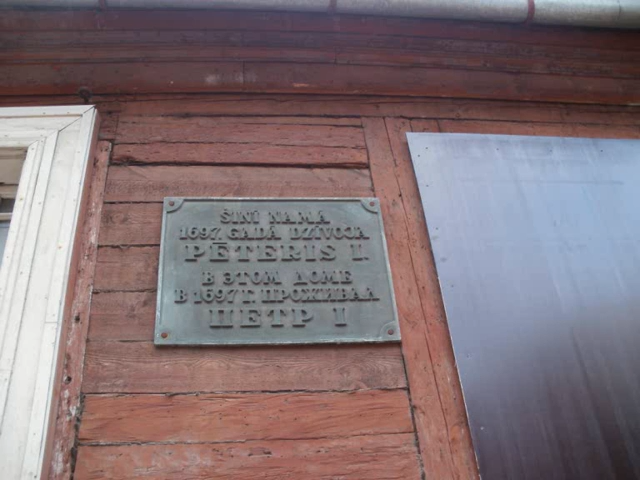 ŠINĪ NAMĀ
1697. GADĀ DZĪVOJA
PĒTERIS I.
В ЭТОМ ДОМЕ
В 1697 Г. ПРОЖИВАЛ
ПЕТР I